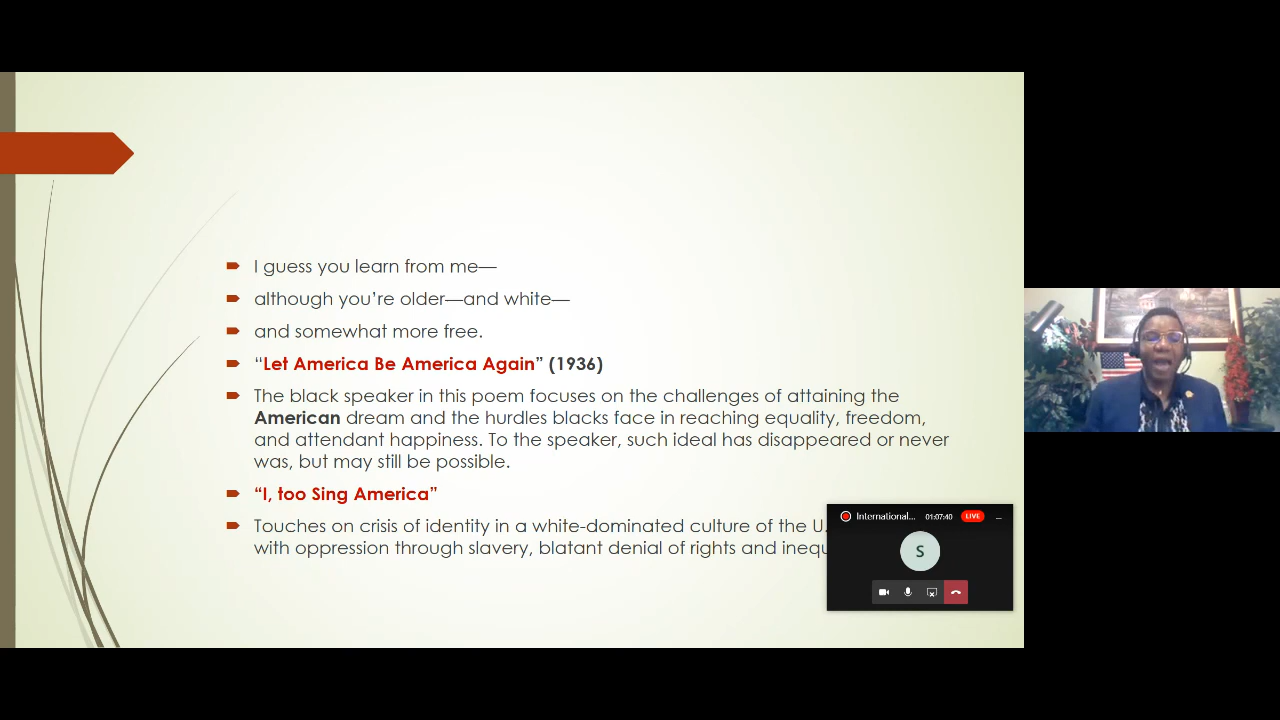 I guess you learn from me—
although you’re older—and white—
and somewhat more free.
“Let America Be America Again” (1936)
The black speaker in this poem focuses on the challenges of attaining the
American dream and the hurdles blacks face in reaching equality, freedom,
and attendant happiness. To the speaker, such ideal has disappeared or never
was, but may still be possible.
“I, too Sing America”
Touches on crisis of identity in a white-dominated culture of the U.
with oppression through slavery, blatant denial of rights and inequ
International... 01:07:40 LIVE
S